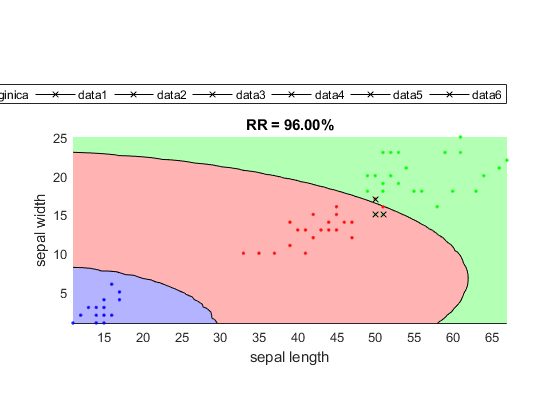 ginica data1 data2 data3 data4 data5 data6
RR = 96.00%
25
20
15
10
5
sepal width
15 20 25 30 35 40 45 50 55 60 65
sepal length